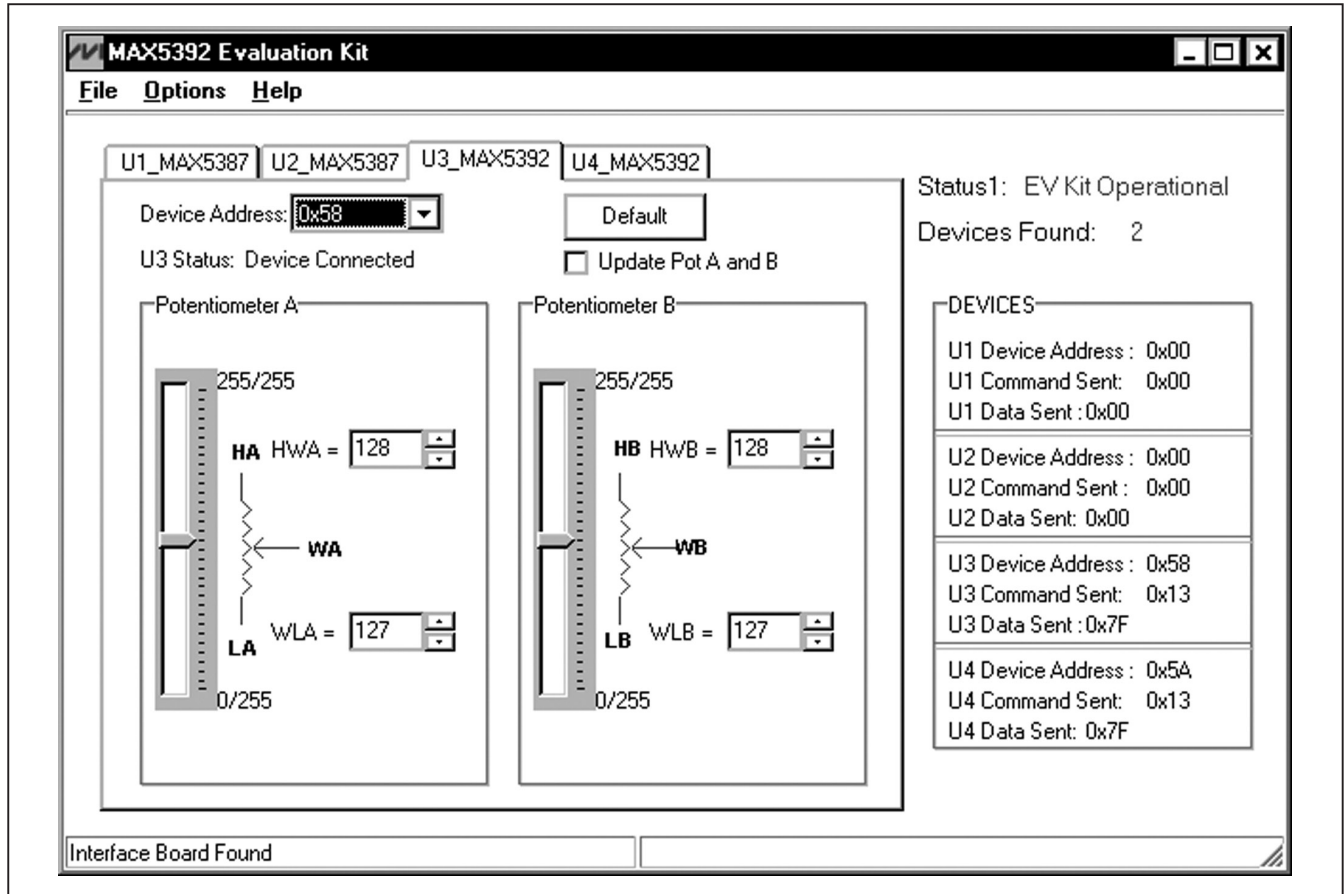 MAX5392 Evaluation Kit
File Options Help
U1_MAX5387 U2_MAX5387 U3_MAX5392 U4_MAX5392
Device Address: 0x58
Default
U3 Status: Device Connected
Update Pot A and B
Potentiometer A
255/255
HA HWA = 128
WA
WLA = 127
LA
0/255
Potentiometer B
255/255
HB HWB = 128
WB
LB WLB = 127
0/255
Status1: EV Kit Operational
Devices Found: 2
DEVICES
U1 Device Address : 0x00
U1 Command Sent: 0x00
U1 Data Sent : 0x00
U2 Device Address : 0x00
U2 Command Sent : 0x00
U2 Data Sent: 0x00
U3 Device Address : 0x58
U3 Command Sent: 0x13
U3 Data Sent : 0x7F
U4 Device Address : 0x5A
U4 Command Sent: 0x13
U4 Data Sent: 0x7F
Interface Board Found